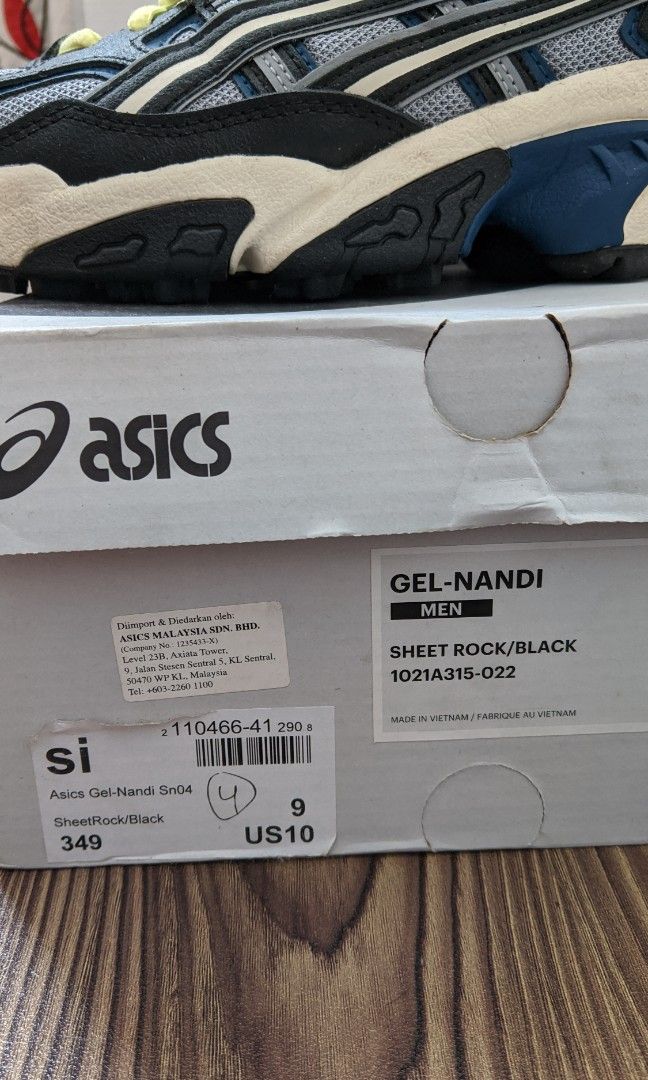 asics
GEL-NANDI
MEN
SHEET ROCK/BLACK
1021A315-022
MADE IN VIETNAM / FABRIQUE AU VIETNAM
Diimport & Diedarkan oleh:
ASICS MALAYSIA SDN. BHD.
(Company No.: 1235433-X)
Level 23B, Axiata Tower,
9, Jalan Stesen Sentral 5, KL Sentral,
50470 WP KL, Malaysia
Tel: +603-2260 1100
si
2 110466-41 290 8
Asics Gel-Nandi Sn04
4
SheetRock/Black
9
349
US10